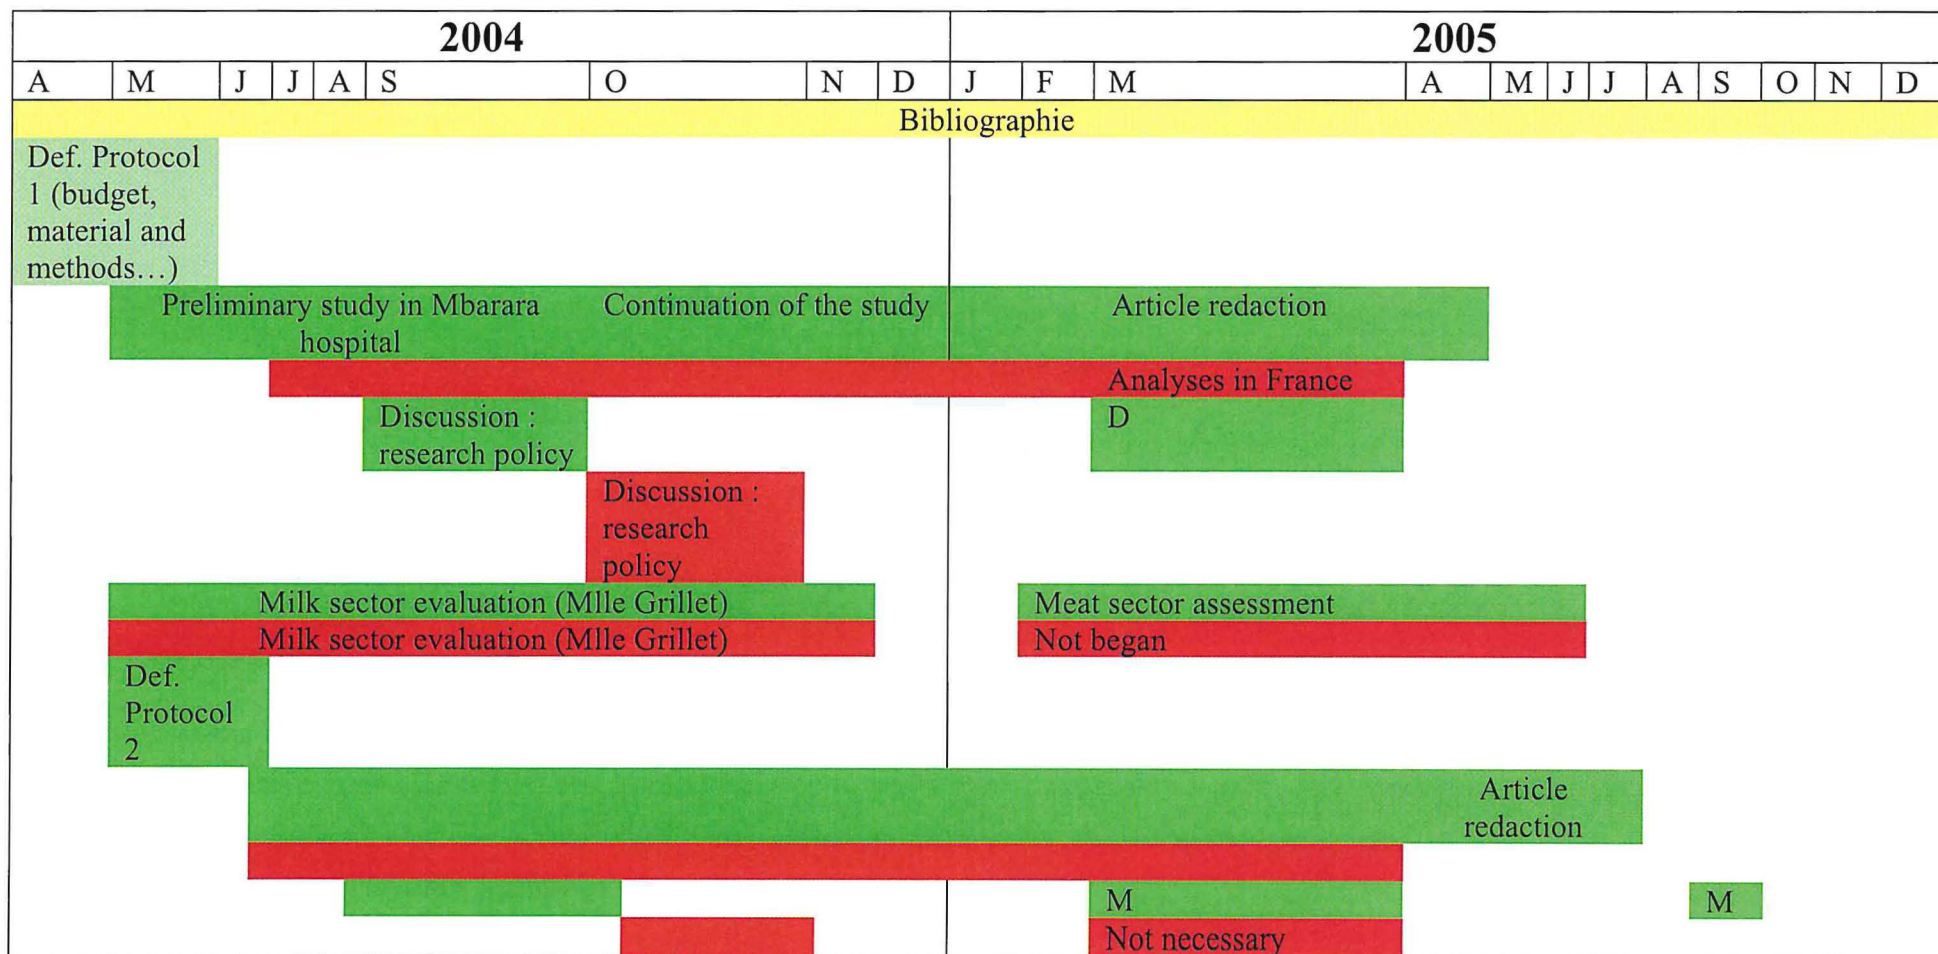 2004 2005
A M J J A S O N D J F M A M J J A S O N D
Bibliographie
Def. Protocol
1 (budget,
material and
methods…)
Preliminary study in Mbarara
hospital
Continuation of the study
Article redaction
Analyses in France
Discussion :
research policy
D
Discussion :
research
policy
Milk sector evaluation (Mlle Grillet)
Meat sector assessment
Milk sector evaluation (Mlle Grillet)
Not began
Def.
Protocol
2
Article
redaction
M
M
Not necessary